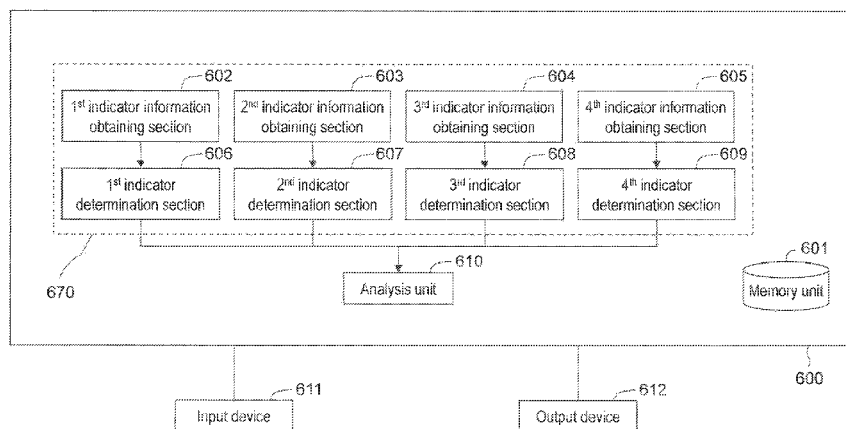 602
603
604
605
1st indicator information
obtaining section
2nd indicator information
obtaining section
3rd indicator information
obtaining section
4th indicator information
obtaining section
606
607
608
609
1st indicator
determination section
2nd indicator
determination section
3rd indicator
determination section
4th indicator
determination section
610
601
670
Analysis unit
Memory unit
600
611
612
Input device
Output device